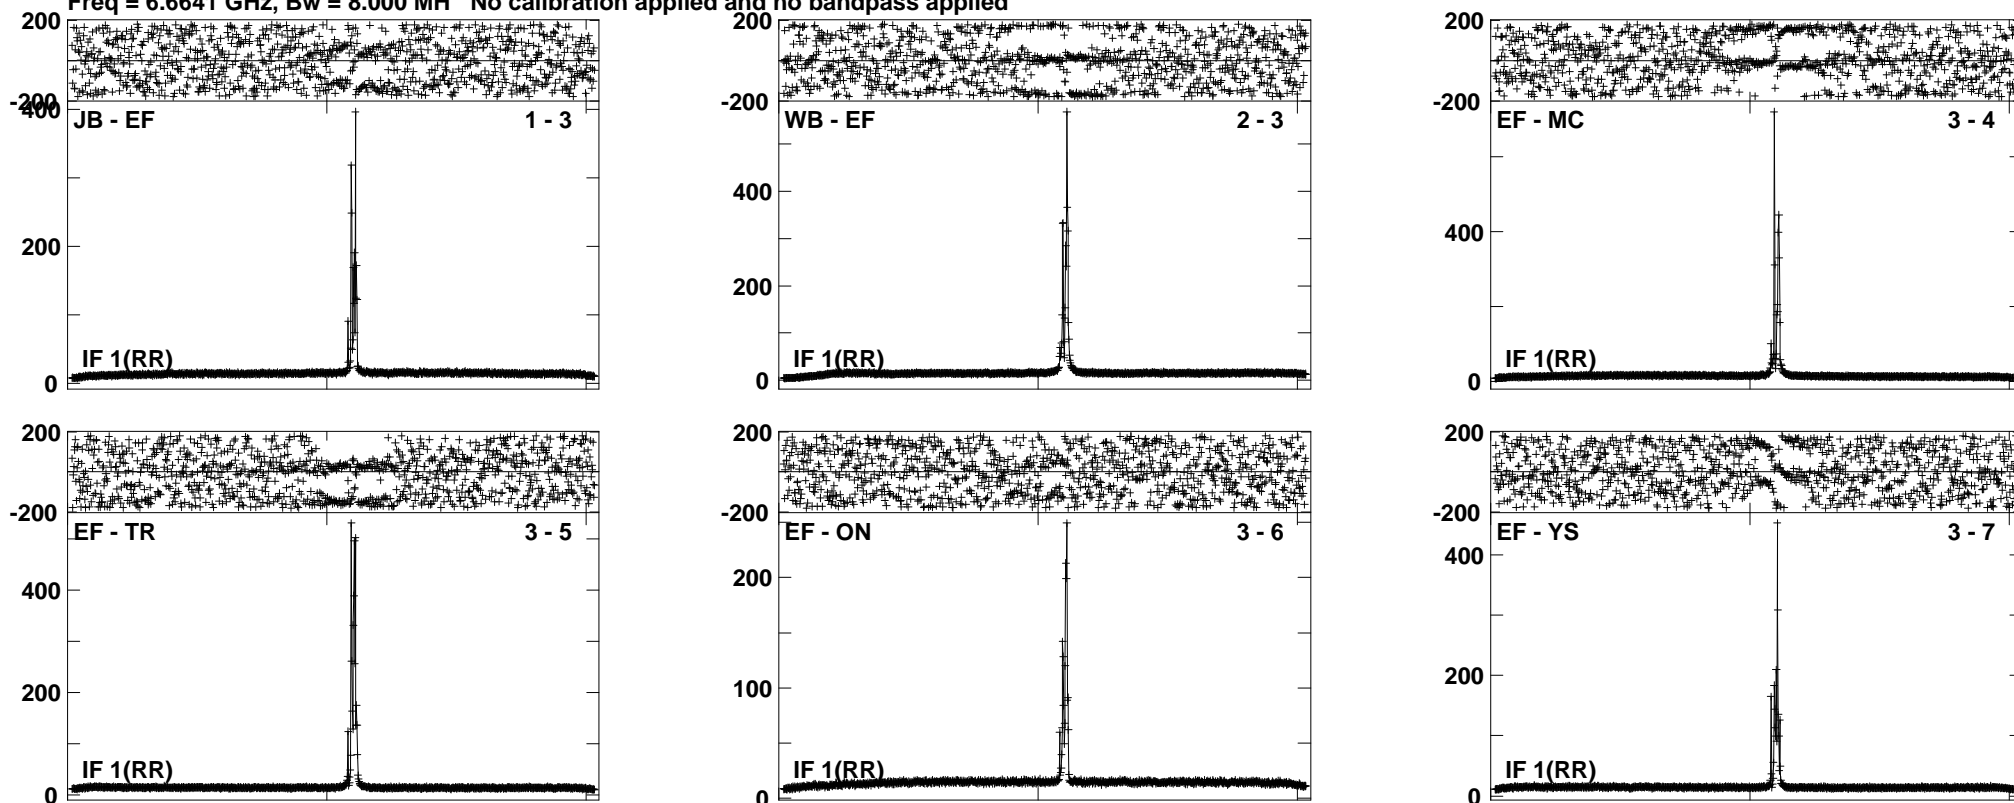 Freq = 6.6641 GHz, Bw = 8.000 MH No calibration applied and no bandpass applied
200
-200
400
200
0
JB - EF
1 - 3
IF 1(RR)
200
-200
400
200
0
WB - EF
2 - 3
IF 1(RR)
200
-200
400
0
EF - MC
3 - 4
IF 1(RR)
200
-200
400
200
0
EF - TR
3 - 5
IF 1(RR)
200
-200
200
100
0
EF - ON
3 - 6
IF 1(RR)
200
-200
400
200
0
EF - YS
3 - 7
IF 1(RR)